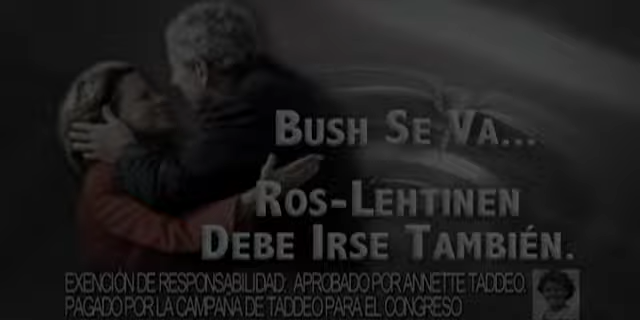 BUSH SE VA...
ROS-LEHTINEN
DEBE IRSE TAMBIÉN.
EXENCIÓN DE RESPONSABILIDAD: APROBADO POR ANNETTE TADDEO.
PAGADO POR LA CAMPAÑA DE TADDEO PARA EL CONGRESO